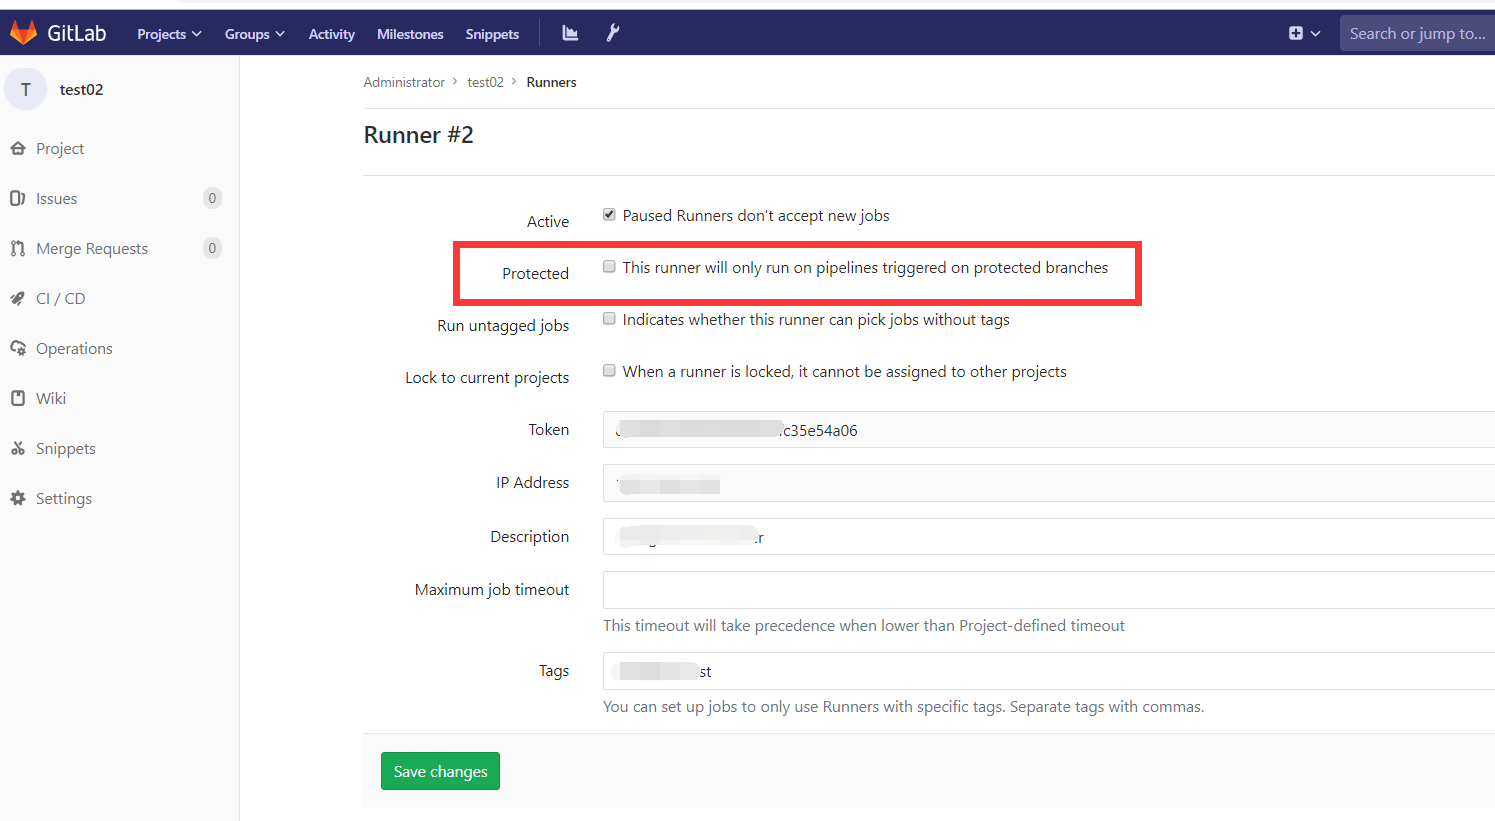 GitLab Projects Groups Activity Milestones Snippets Search or jump to...
T test02
Project
Issues 0
Merge Requests 0
CI / CD
Operations
Wiki
Snippets
Settings
Administrator > test02 > Runners
Runner #2
Active Paused Runners don't accept new jobs
Protected This runner will only run on pipelines triggered on protected branches
Run untagged jobs Indicates whether this runner can pick jobs without tags
Lock to current projects When a runner is locked, it cannot be assigned to other projects
Token c35e54a06
IP Address
Description r
Maximum job timeout
This timeout will take precedence when lower than Project-defined timeout
Tags st
You can set up jobs to only use Runners with specific tags. Separate tags with commas.
Save changes